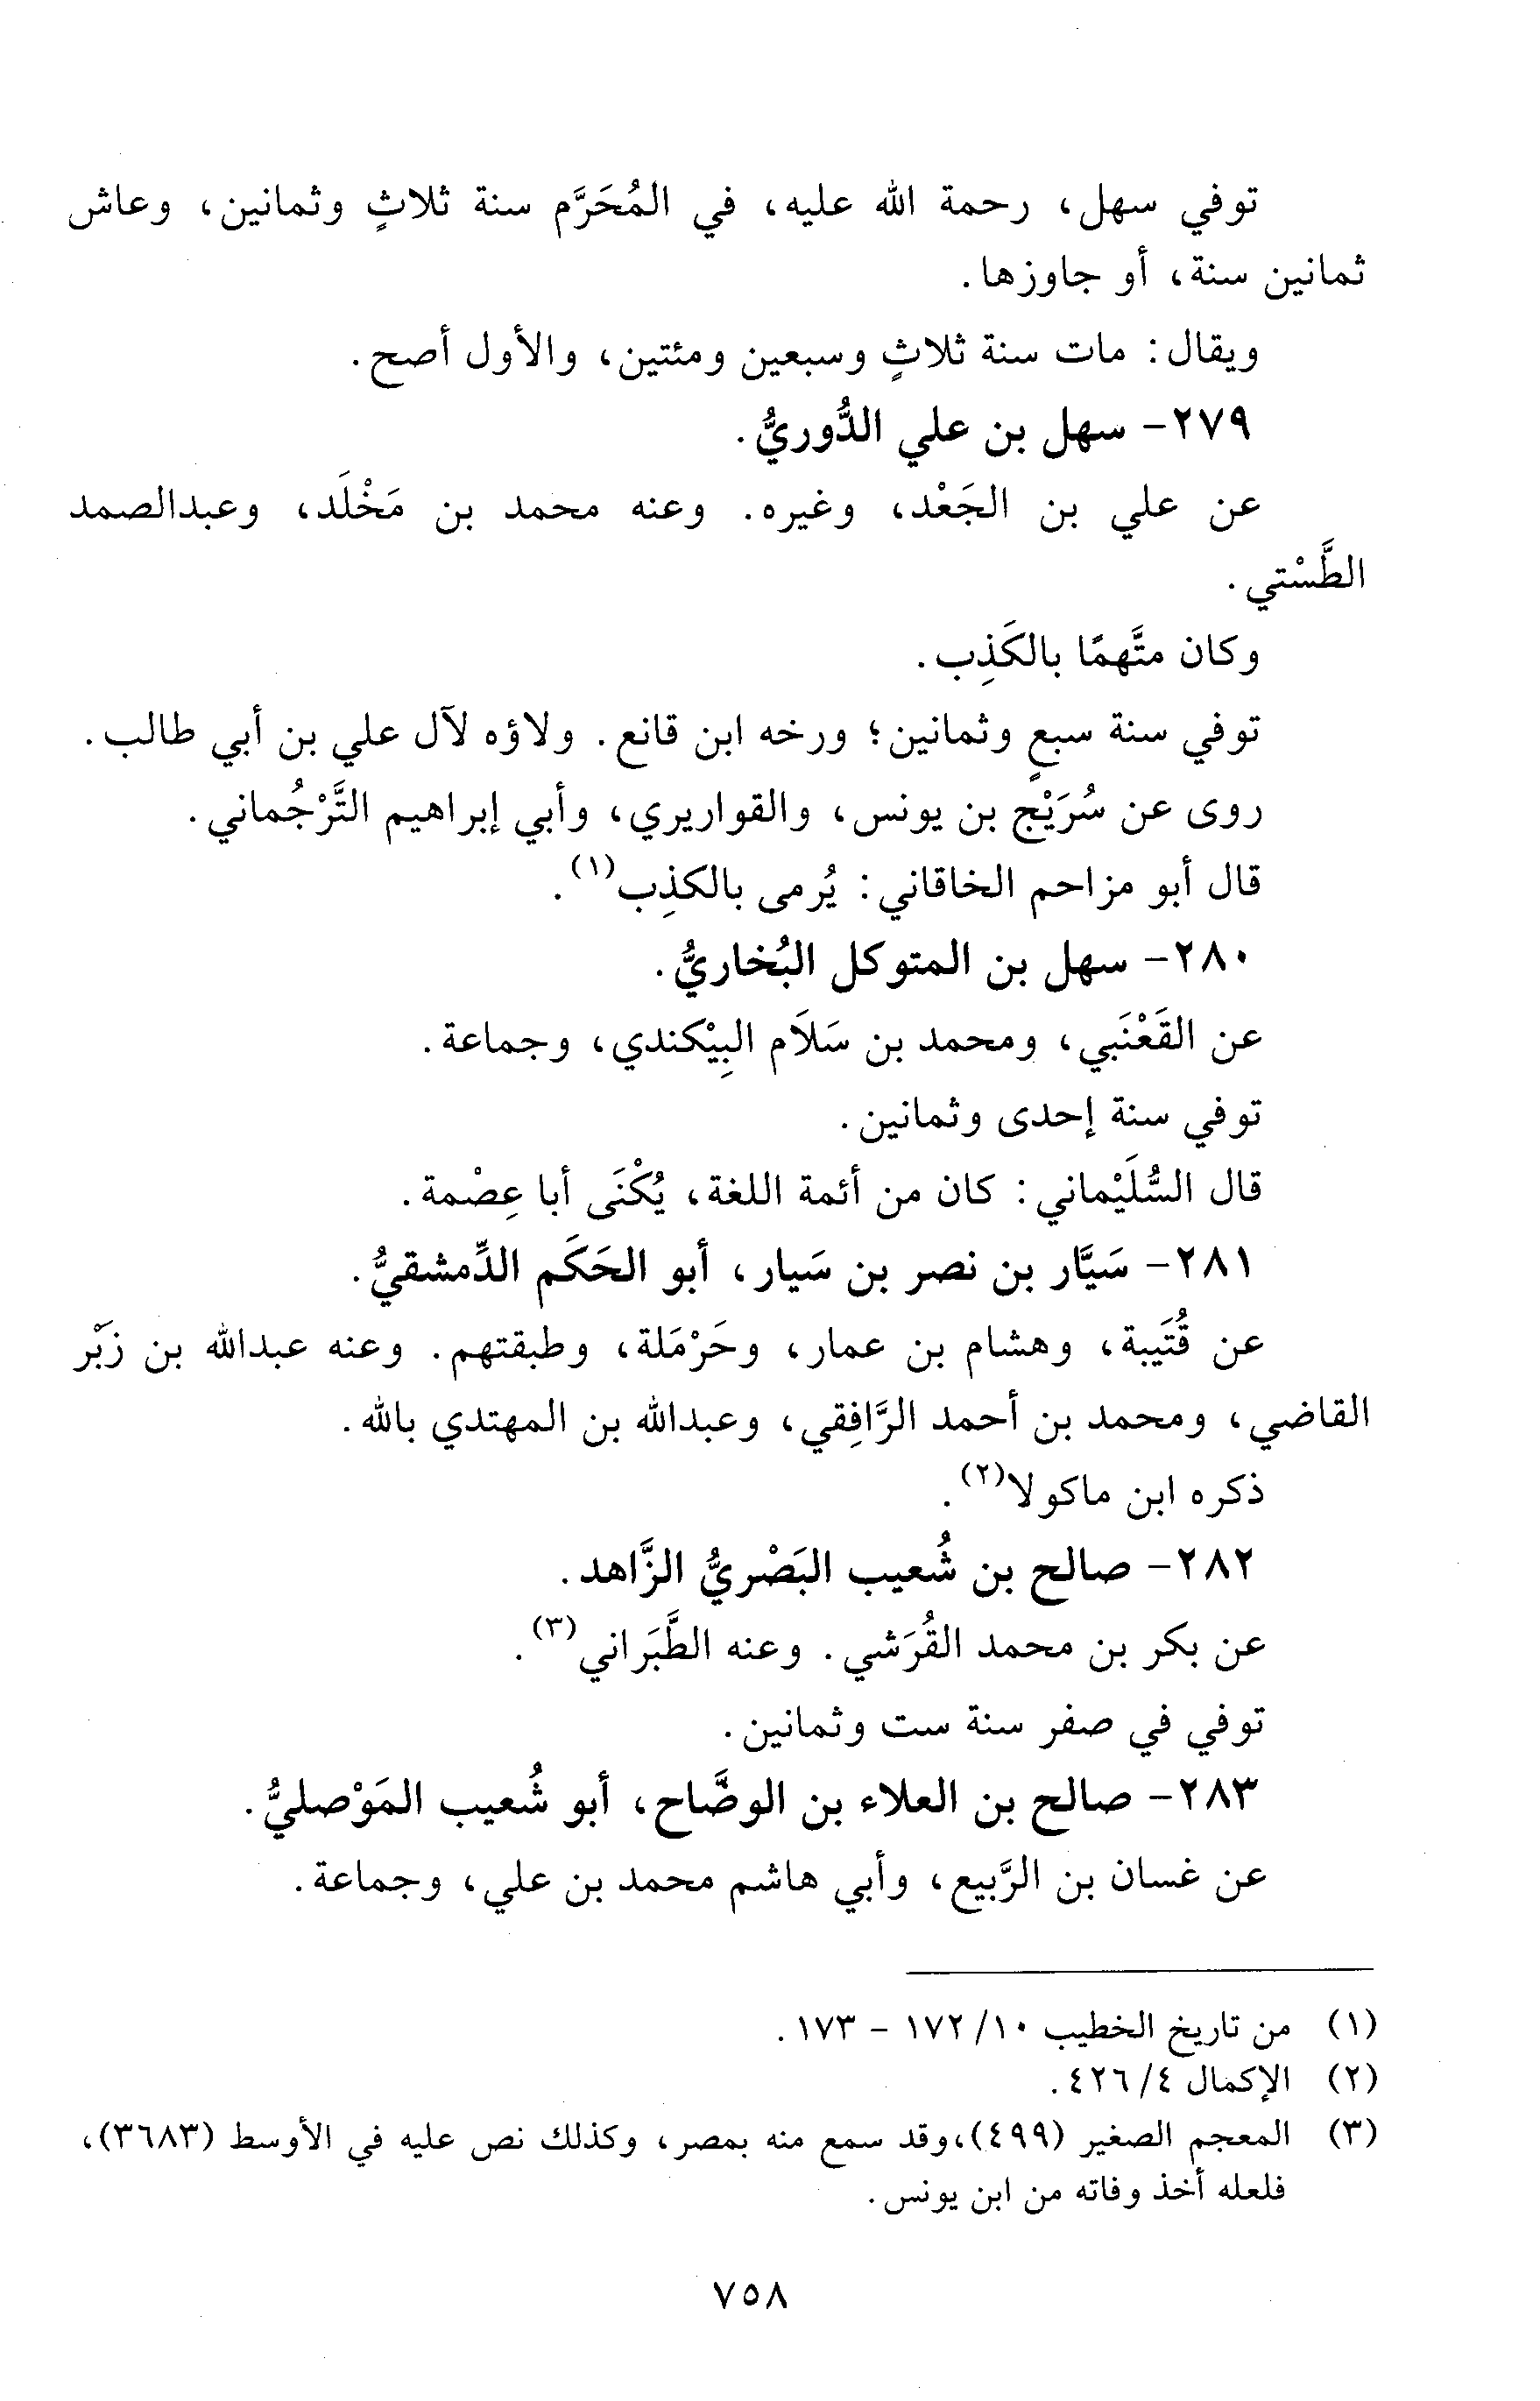 توفي سهل، رحمة الله عليه، في المُحَرَّم سنة ثلاثٍ وثمانين، وعاش
ثمانين سنة، أو جاوزها.
ويقال: مات سنة ثلاثٍ وسبعين ومئتين، والأول أصح.
٢٧٩- سهل بن علي الدُّوريُّ.
عن علي بن الجَعْد، وغيره. وعنه محمد بن مَخْلَد، وعبدالصمد
الطَّسْتي.
وكان متَّهمًا بالكَذِب.
توفي سنة سبعٍ وثمانين؛ ورخه ابن قانع. ولاؤه لآل علي بن أبي طالب.
روى عن سُرَيْج بن يونس، والقواريري، وأبي إبراهيم التَّرْجُماني.
قال أبو مزاحم الخاقاني: يُرمى بالكذِب(١).
٢٨٠- سهل بن المتوكل البُخاريُّ.
عن القَعْنَبي، ومحمد بن سَلاَم البِيْكندي، وجماعة.
توفي سنة إحدى وثمانين.
قال السُّلَيْماني: كان من أئمة اللغة، يُكْنَى أبا عِصْمة.
٢٨١- سَيَّار بن نصر بن سَيار، أبو الحَكَم الدِّمشقيُّ.
عن قُتَيبة، وهشام بن عمار، وحَرْمَلة، وطبقتهم. وعنه عبدالله بن زَبْر
القاضي، ومحمد بن أحمد الرَّافِقي، وعبدالله بن المهتدي بالله.
ذكره ابن ماكولا(٢).
٢٨٢- صالح بن شُعيب البَصْريُّ الزَّاهد.
عن بكر بن محمد القُرَشي. وعنه الطَّبَراني(٣).
توفي في صفر سنة ست وثمانين.
٢٨٣- صالح بن العلاء بن الوضَّاح، أبو شُعيب المَوْصليُّ.
عن غسان بن الرَّبيع، وأبي هاشم محمد بن علي، وجماعة.
(١) من تاريخ الخطيب ١٠/ ١٧٢ - ١٧٣.
(٢) الإكمال ٤/ ٤٢٦.
(٣) المعجم الصغير (٤٩٩)،وقد سمع منه بمصر، وكذلك نص عليه في الأوسط (٣٦٨٣)،
فلعله أخذ وفاته من ابن يونس.
٧٥٨